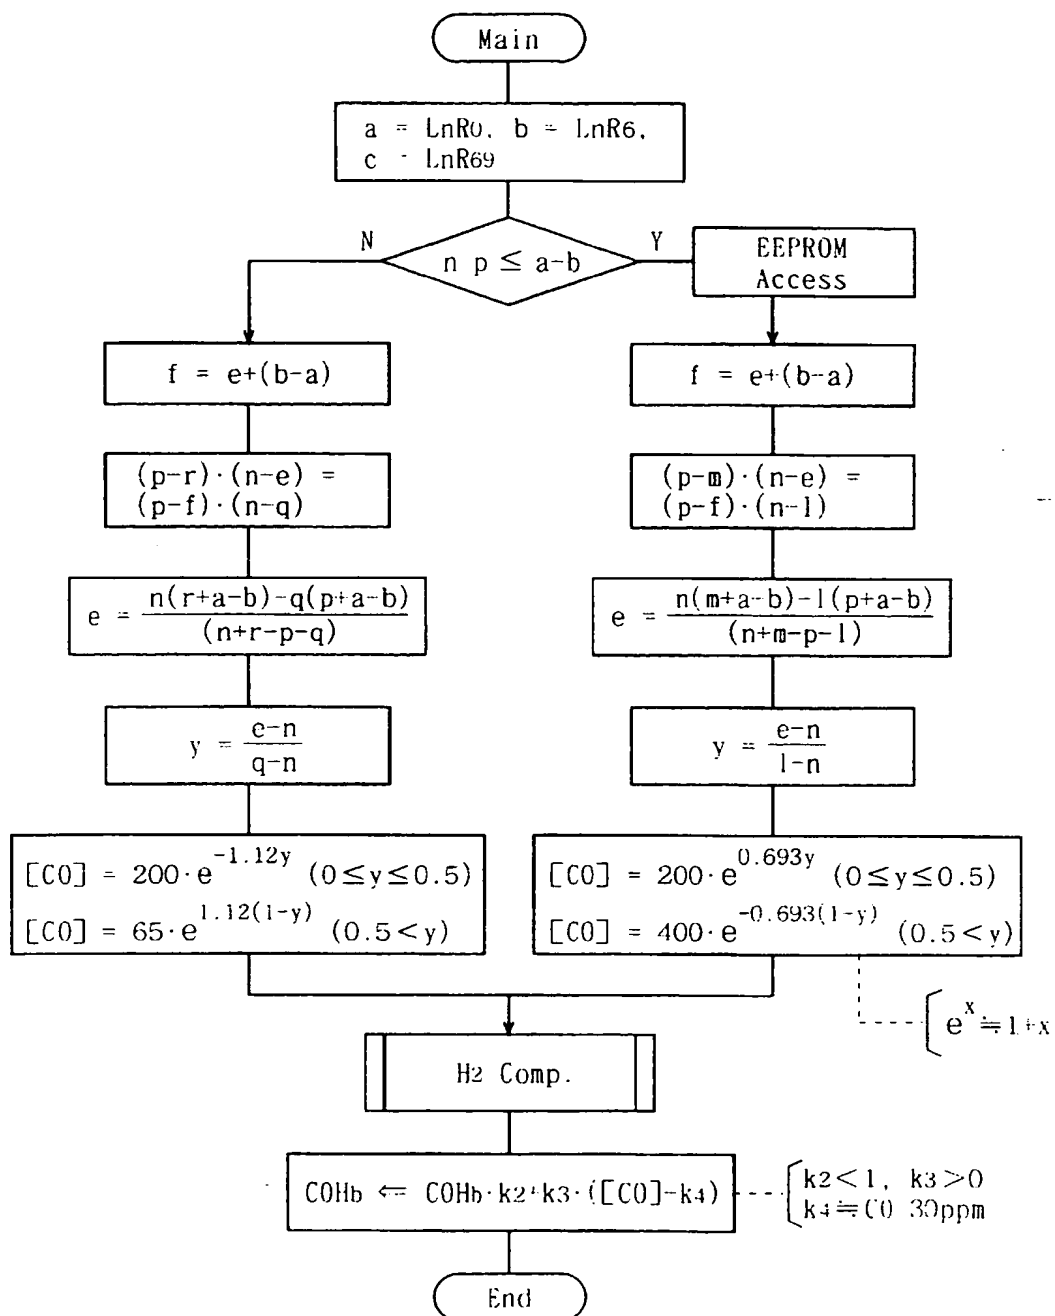 Main
a = LnR0, b = LnR6,
c - LnR69
N
n p ≤ a-b
Y
EEPROM
Access
f = e+(b-a)
f = e+(b-a)
(p-r)·(n-e) =
(p-f)·(n-q)
(p-m)·(n-e) =
(p-f)·(n-l)
e = n(r+a-b)-q(p+a-b) / (n+r-p-q)
e = n(m+a-b)-l(p+a-b) / (n+m-p-l)
y = e-n / q-n
y = e-n / l-n
[CO] = 200·e^-1.12y (0≤y≤0.5)
[CO] = 65·e^1.12(1-y) (0.5<y)
[CO] = 200·e^0.693y (0≤y≤0.5)
[CO] = 400·e^-0.693(1-y) (0.5<y)
e^x ≒ 1+x
H2 Comp.
COHb ⇐ COHb·k2+k3·([CO]-k4)
k2<1, k3>0
k4≒CO 30ppm
End